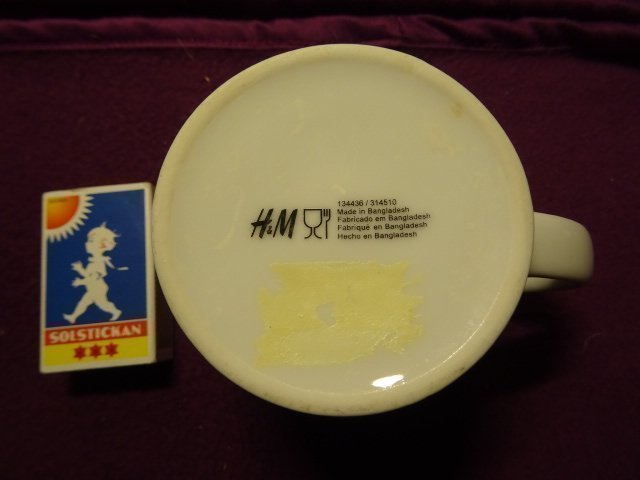 H&M
134436 / 314510
Made in Bangladesh
Fabricado em Bangladesh
Fabriqué en Bangladesh
Hecho en Bangladesh
SOLSTICKAN